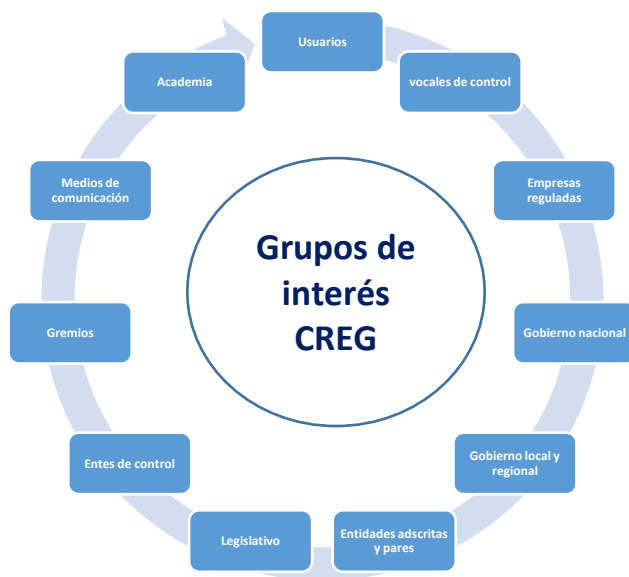 Usuarios
vocales de control
Empresas
reguladas
Gobierno nacional
Gobierno local y
regional
Entidades adscritas
y pares
Legislativo
Entes de control
Gremios
Medios de
comunicación
Academia
Grupos de
interés
CREG